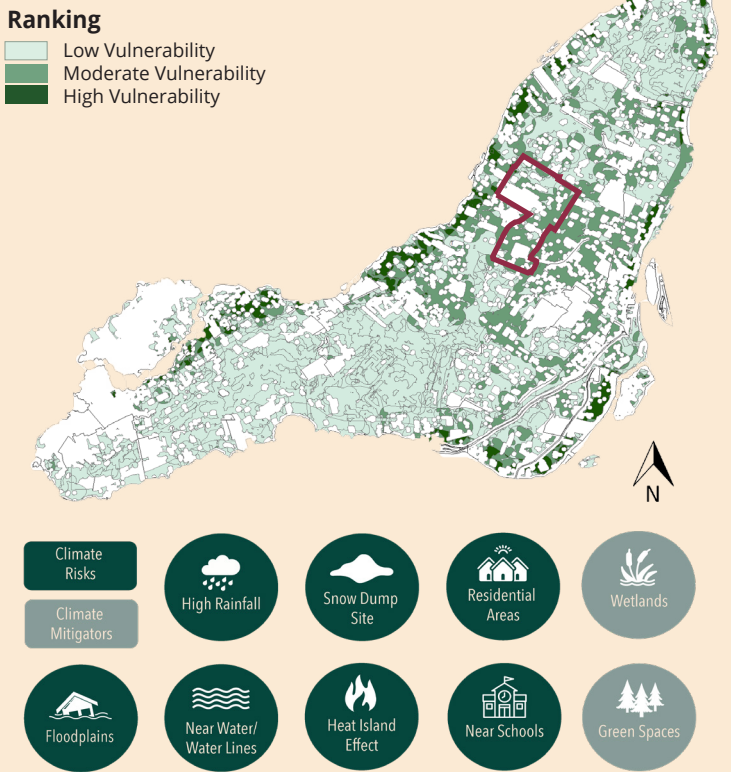 Ranking
Low Vulnerability
Moderate Vulnerability
High Vulnerability
N
Climate
Risks
High Rainfall
Snow Dump
Site
Residential
Areas
Wetlands
Climate
Mitigators
Floodplains
Near Water/
Water Lines
Heat Island
Effect
Near Schools
Green Spaces